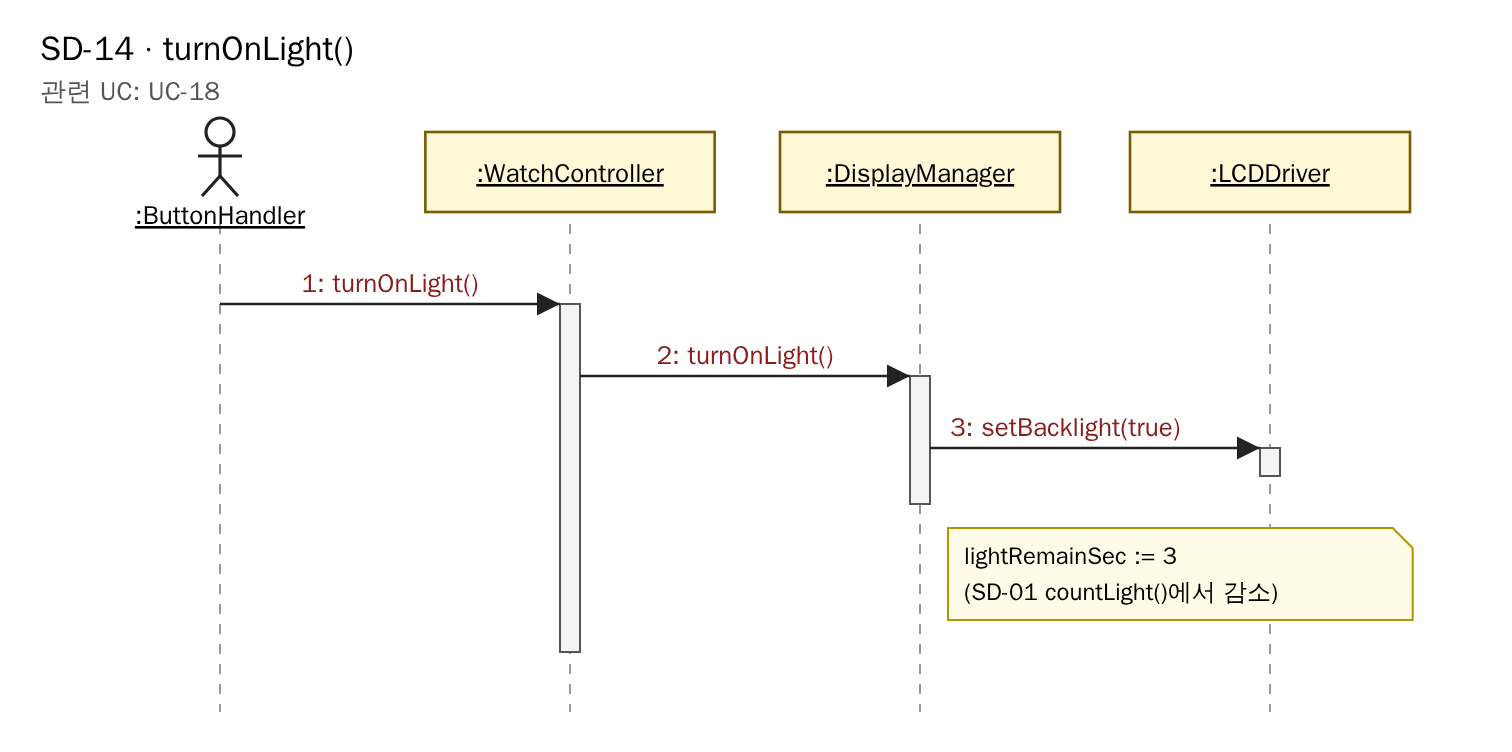 SD-14 · turnOnLight()
관련 UC: UC-18
:ButtonHandler
:WatchController
:DisplayManager
:LCDDriver
1: turnOnLight()
2: turnOnLight()
3: setBacklight(true)
lightRemainSec := 3
(SD-01 countLight()에서 감소)